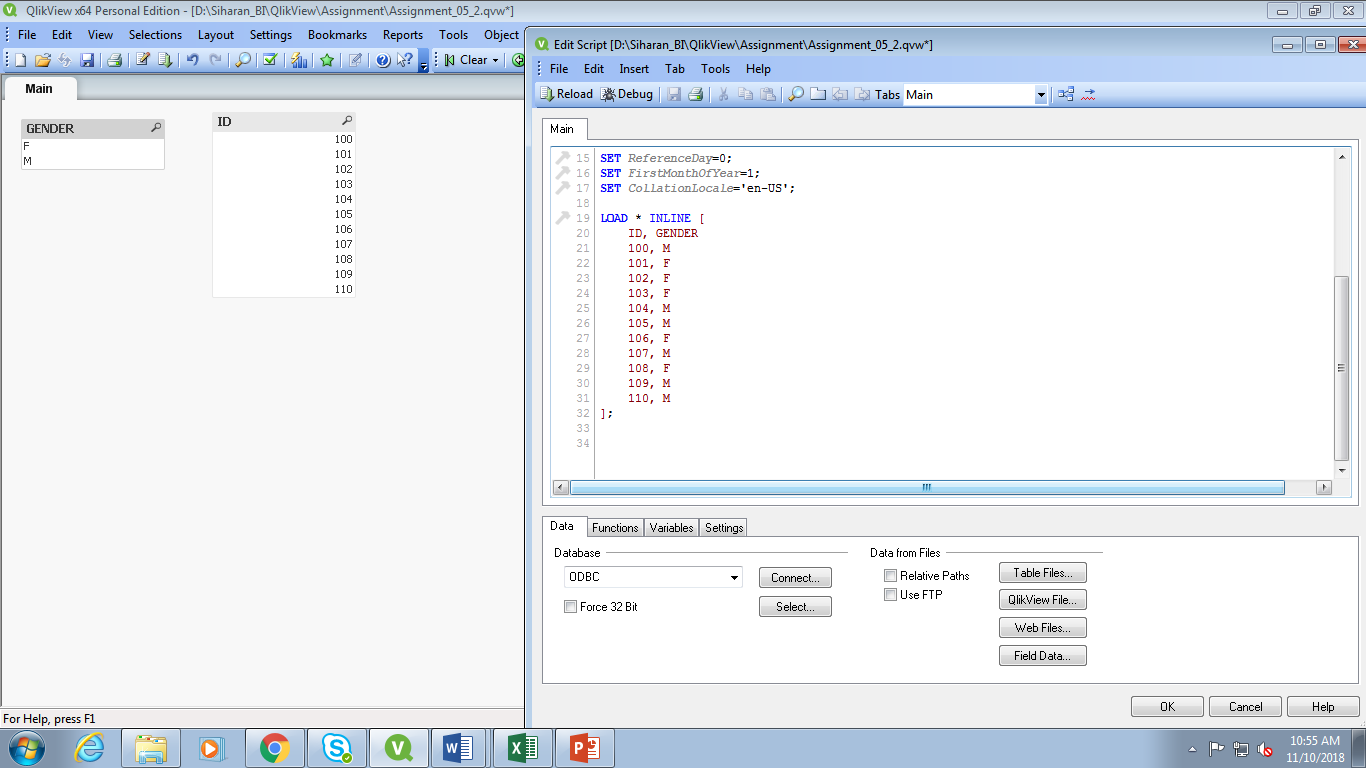 QlikView x64 Personal Edition - [D:\Siharan_BI\QlikView\Assignment\Assignment_05_2.qvw*]
File Edit View Selections Layout Settings Bookmarks Reports Tools Object
Clear
Main
GENDER
F
M
ID
100
101
102
103
104
105
106
107
108
109
110
Edit Script [D:\Siharan_BI\QlikView\Assignment\Assignment_05_2.qvw*]
File Edit Insert Tab Tools Help
Reload Debug Tabs Main
Main
15 SET ReferenceDay=0;
16 SET FirstMonthOfYear=1;
17 SET CollationLocale='en-US';
18
19 LOAD * INLINE [
20 ID, GENDER
21 100, M
22 101, F
23 102, F
24 103, F
25 104, M
26 105, M
27 106, F
28 107, M
29 108, F
30 109, M
31 110, M
32 ];
33
34
Data Functions Variables Settings
Database
ODBC
Connect...
Force 32 Bit
Select...
Data from Files
Relative Paths
Use FTP
Table Files...
QlikView File...
Web Files...
Field Data...
OK Cancel Help
For Help, press F1
10:55 AM
11/10/2018